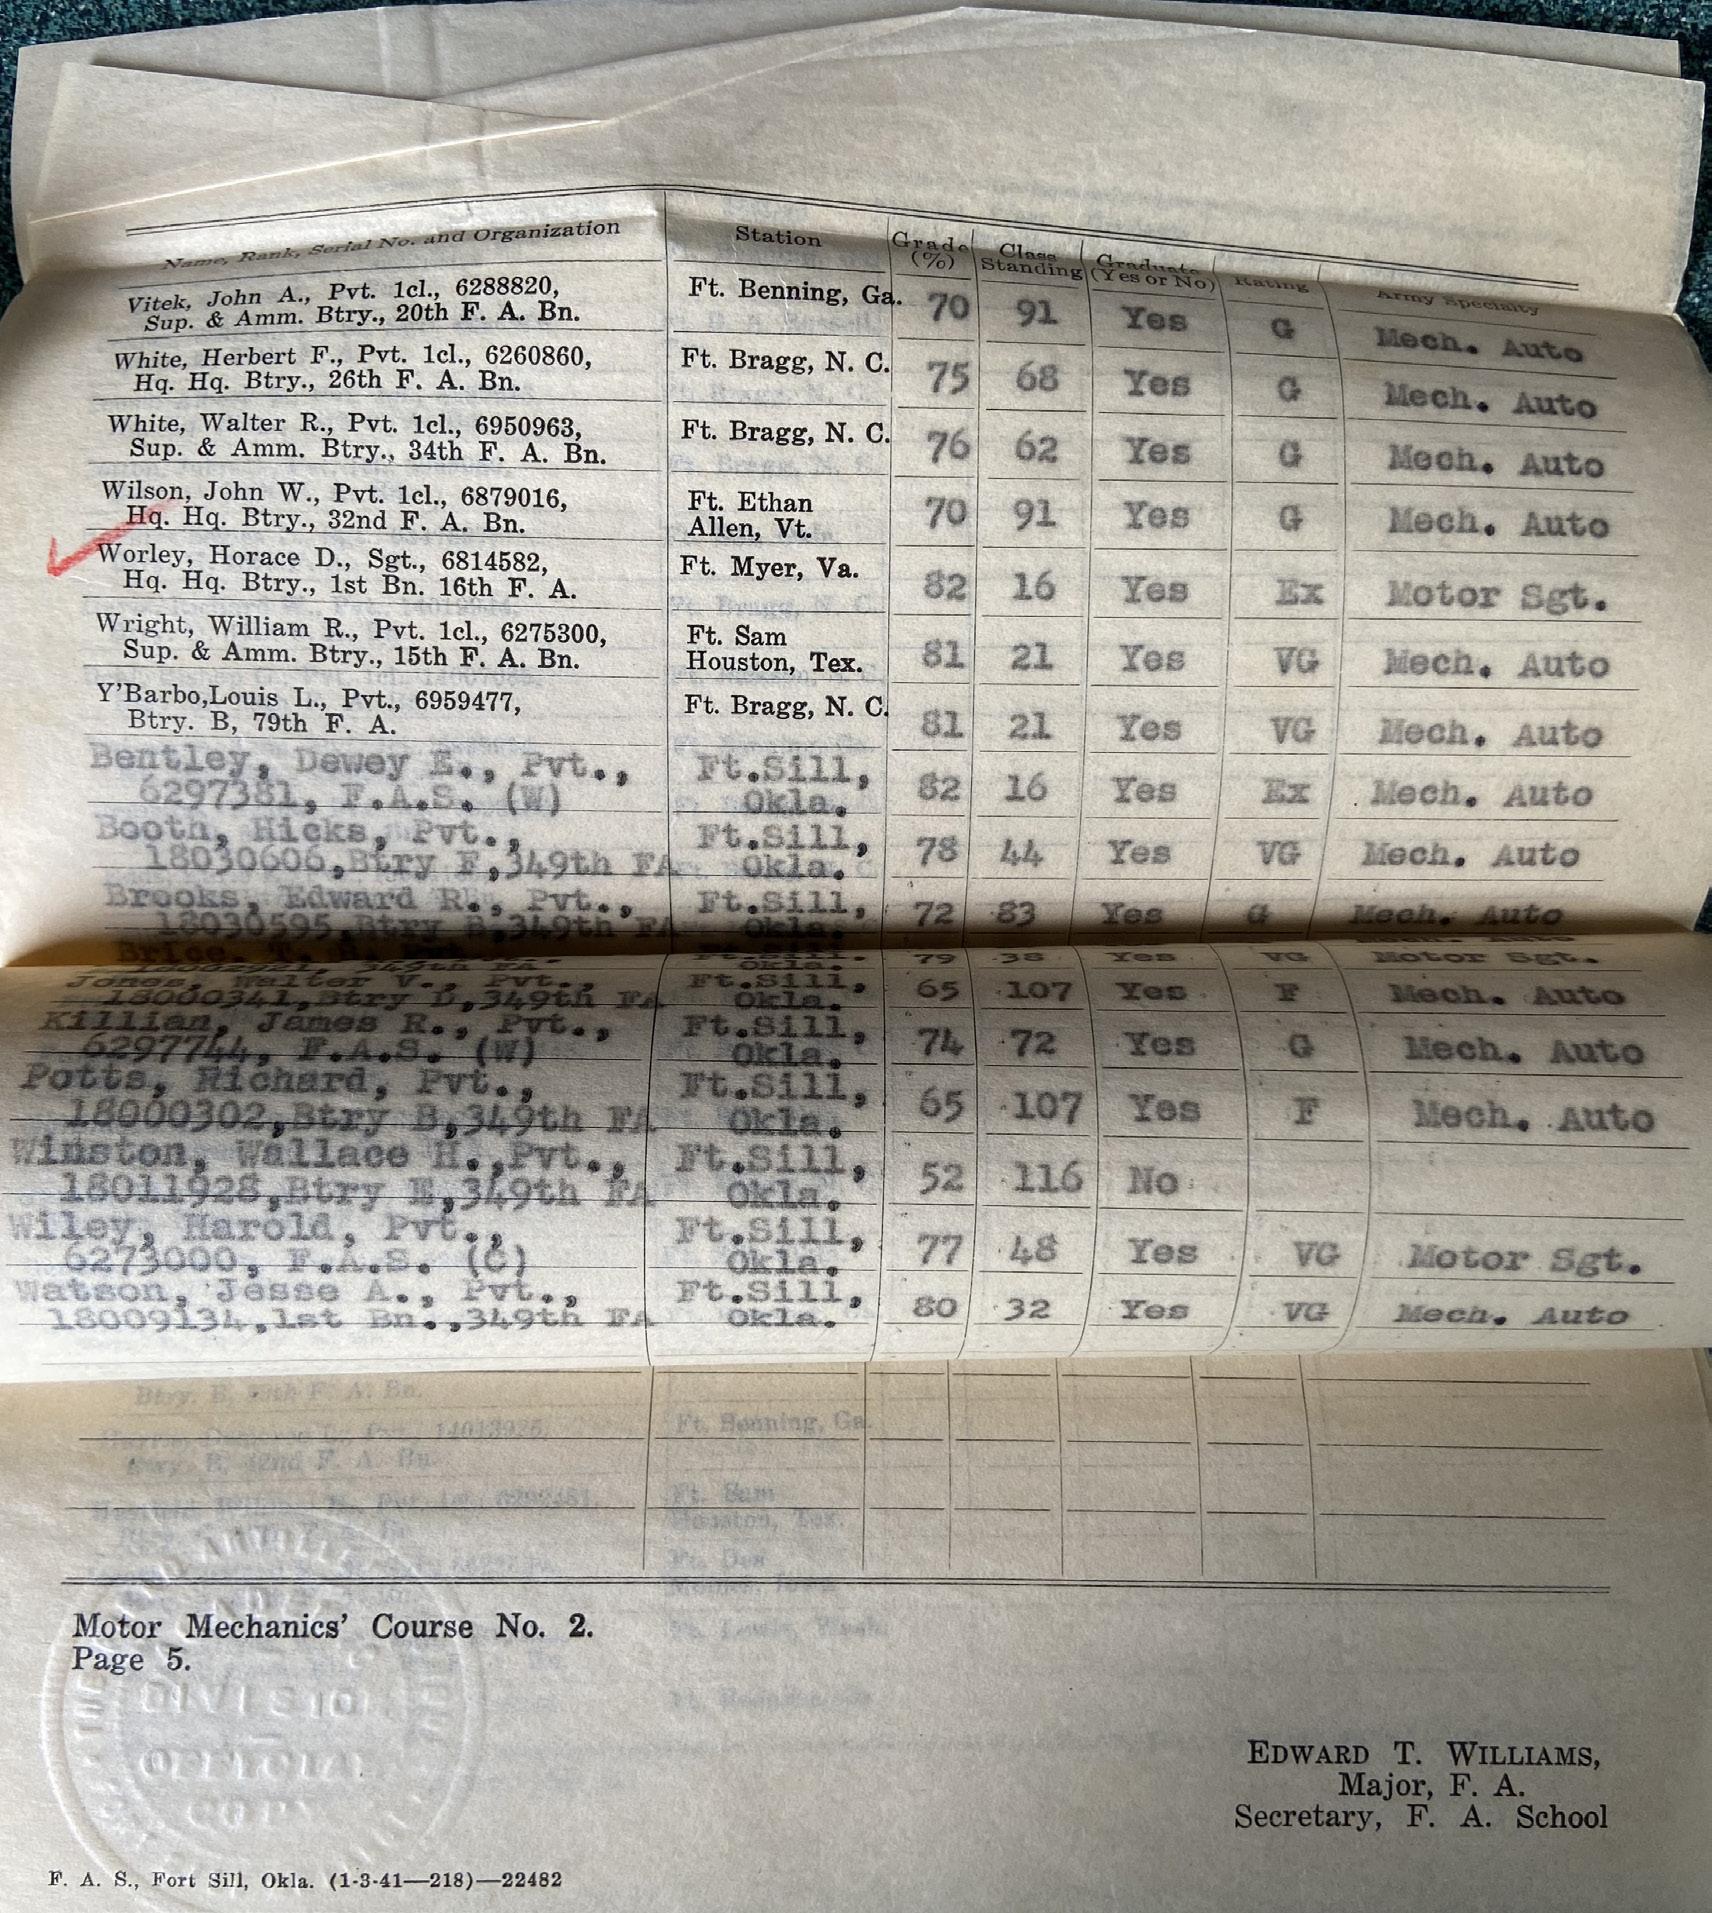 Name, Rank, Serial No. and Organization Station Grade (%) Class Standing Graduate (Yes or No) Rating Army Specialty
Vitek, John A., Pvt. 1cl., 6288820, Ft. Benning, Ga. 70 91 Yes G Mech. Auto
Sup. & Amm. Btry., 20th F. A. Bn.
White, Herbert F., Pvt. 1cl., 6260860, Ft. Bragg, N. C. 75 68 Yes G Mech. Auto
Hq. Hq. Btry., 26th F. A. Bn.
White, Walter R., Pvt. 1cl., 6950963, Ft. Bragg, N. C. 76 62 Yes G Mech. Auto
Sup. & Amm. Btry., 34th F. A. Bn.
Wilson, John W., Pvt. 1cl., 6879016, Ft. Ethan 70 91 Yes G Mech. Auto
Hq. Hq. Btry., 32nd F. A. Bn. Allen, Vt.
Worley, Horace D., Sgt., 6814582, Ft. Myer, Va. 82 16 Yes Ex Motor Sgt.
Hq. Hq. Btry., 1st Bn. 16th F. A.
Wright, William R., Pvt. 1cl., 6275300, Ft. Sam 81 21 Yes VG Mech. Auto
Sup. & Amm. Btry., 15th F. A. Bn. Houston, Tex.
Y'Barbo,Louis L., Pvt., 6959477, Ft. Bragg, N. C. 81 21 Yes VG Mech. Auto
Btry. B, 79th F. A.
Bentley, Dewey E., Pvt., Ft.Sill, 82 16 Yes Ex Mech. Auto
6297381, F.A.S. (W) Okla.
Booth, Hicks, Pvt., Ft.Sill, 78 44 Yes VG Mech. Auto
18030606,Btry F,349th FA Okla.
Brooks, Edward R., Pvt., Ft.Sill, 72 83 Yes G Mech. Auto
18030595,Btry B,349th FA Okla.
Brice, T. Ft.Sill, 79 38 Yes VG Motor Sgt.
349th FA Okla.
Jones, Walter V., Pvt., Ft.Sill, 65 107 Yes F Mech. Auto
18000341,Btry D,349th FA Okla.
Killian, James R., Pvt., Ft.Sill, 74 72 Yes G Mech. Auto
6297744, F.A.S. (W) Okla.
Potts, Richard, Pvt., Ft.Sill, 65 107 Yes F Mech. Auto
18000302,Btry B,349th FA Okla.
Winston, Wallace H.,Pvt., Ft.Sill, 52 116 No
18011928,Btry E,349th FA Okla.
Wiley, Harold, Pvt., Ft.Sill, 77 48 Yes VG Motor Sgt.
6273000, F.A.S. (C) Okla.
Watson, Jesse A., Pvt., Ft.Sill, 80 32 Yes VG Mech. Auto
18009134,1st Bn.,349th FA Okla.
Motor Mechanics' Course No. 2.
Page 5.
DIVISION
OFFICIAL
COPY
EDWARD T. WILLIAMS,
Major, F. A.
Secretary, F. A. School
F. A. S., Fort Sill, Okla. (1-3-41—218)—22482